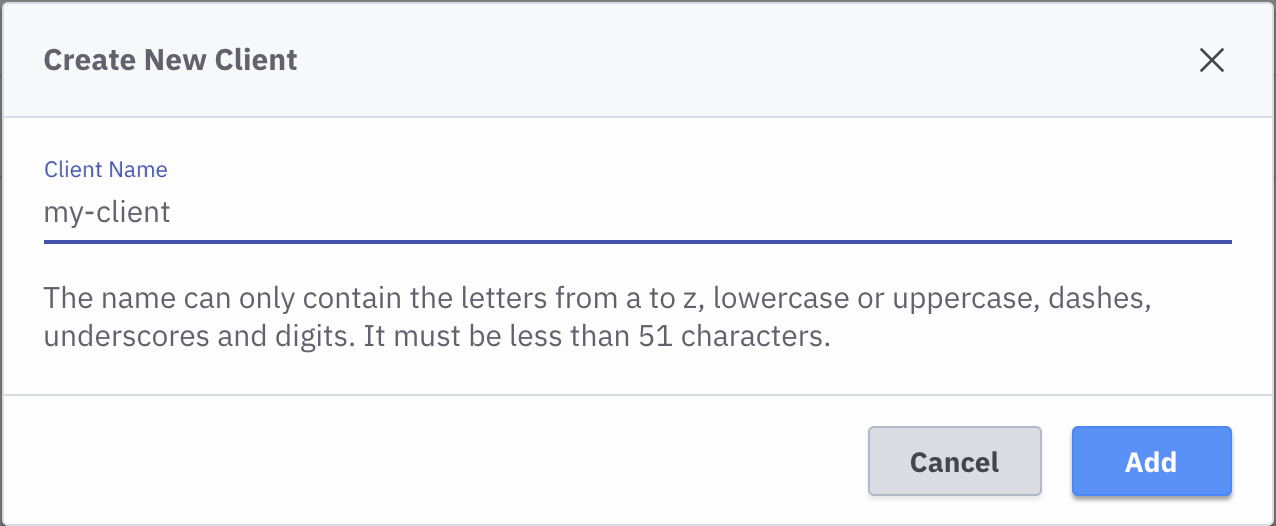 Create New Client
Client Name
my-client
The name can only contain the letters from a to z, lowercase or uppercase, dashes,
underscores and digits. It must be less than 51 characters.
Cancel
Add